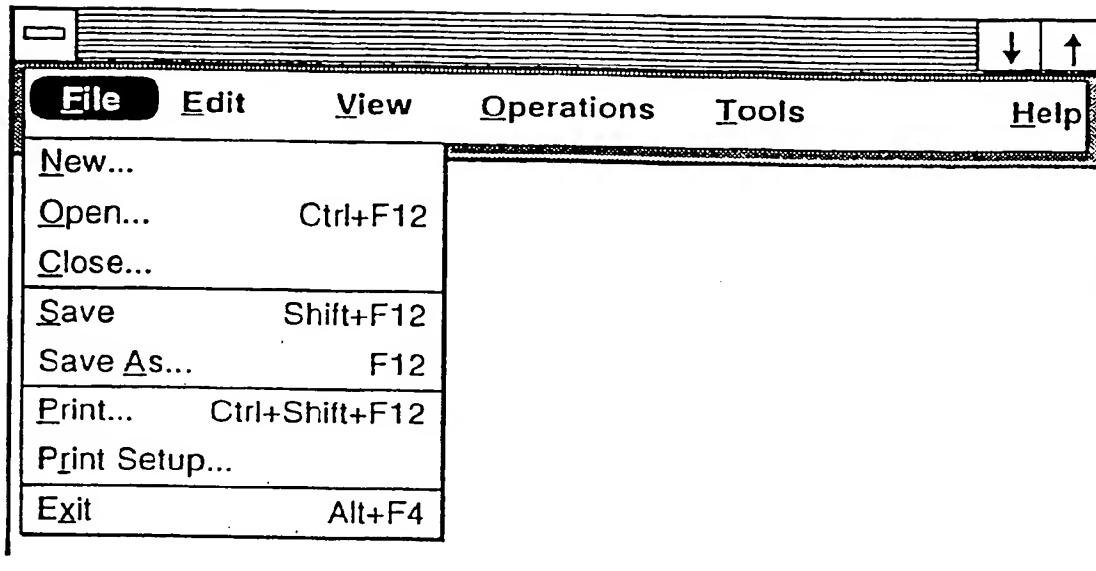 File Edit View Operations Tools Help
New...
Open... Ctrl+F12
Close...
Save Shift+F12
Save As... F12
Print... Ctrl+Shift+F12
Print Setup...
Exit Alt+F4